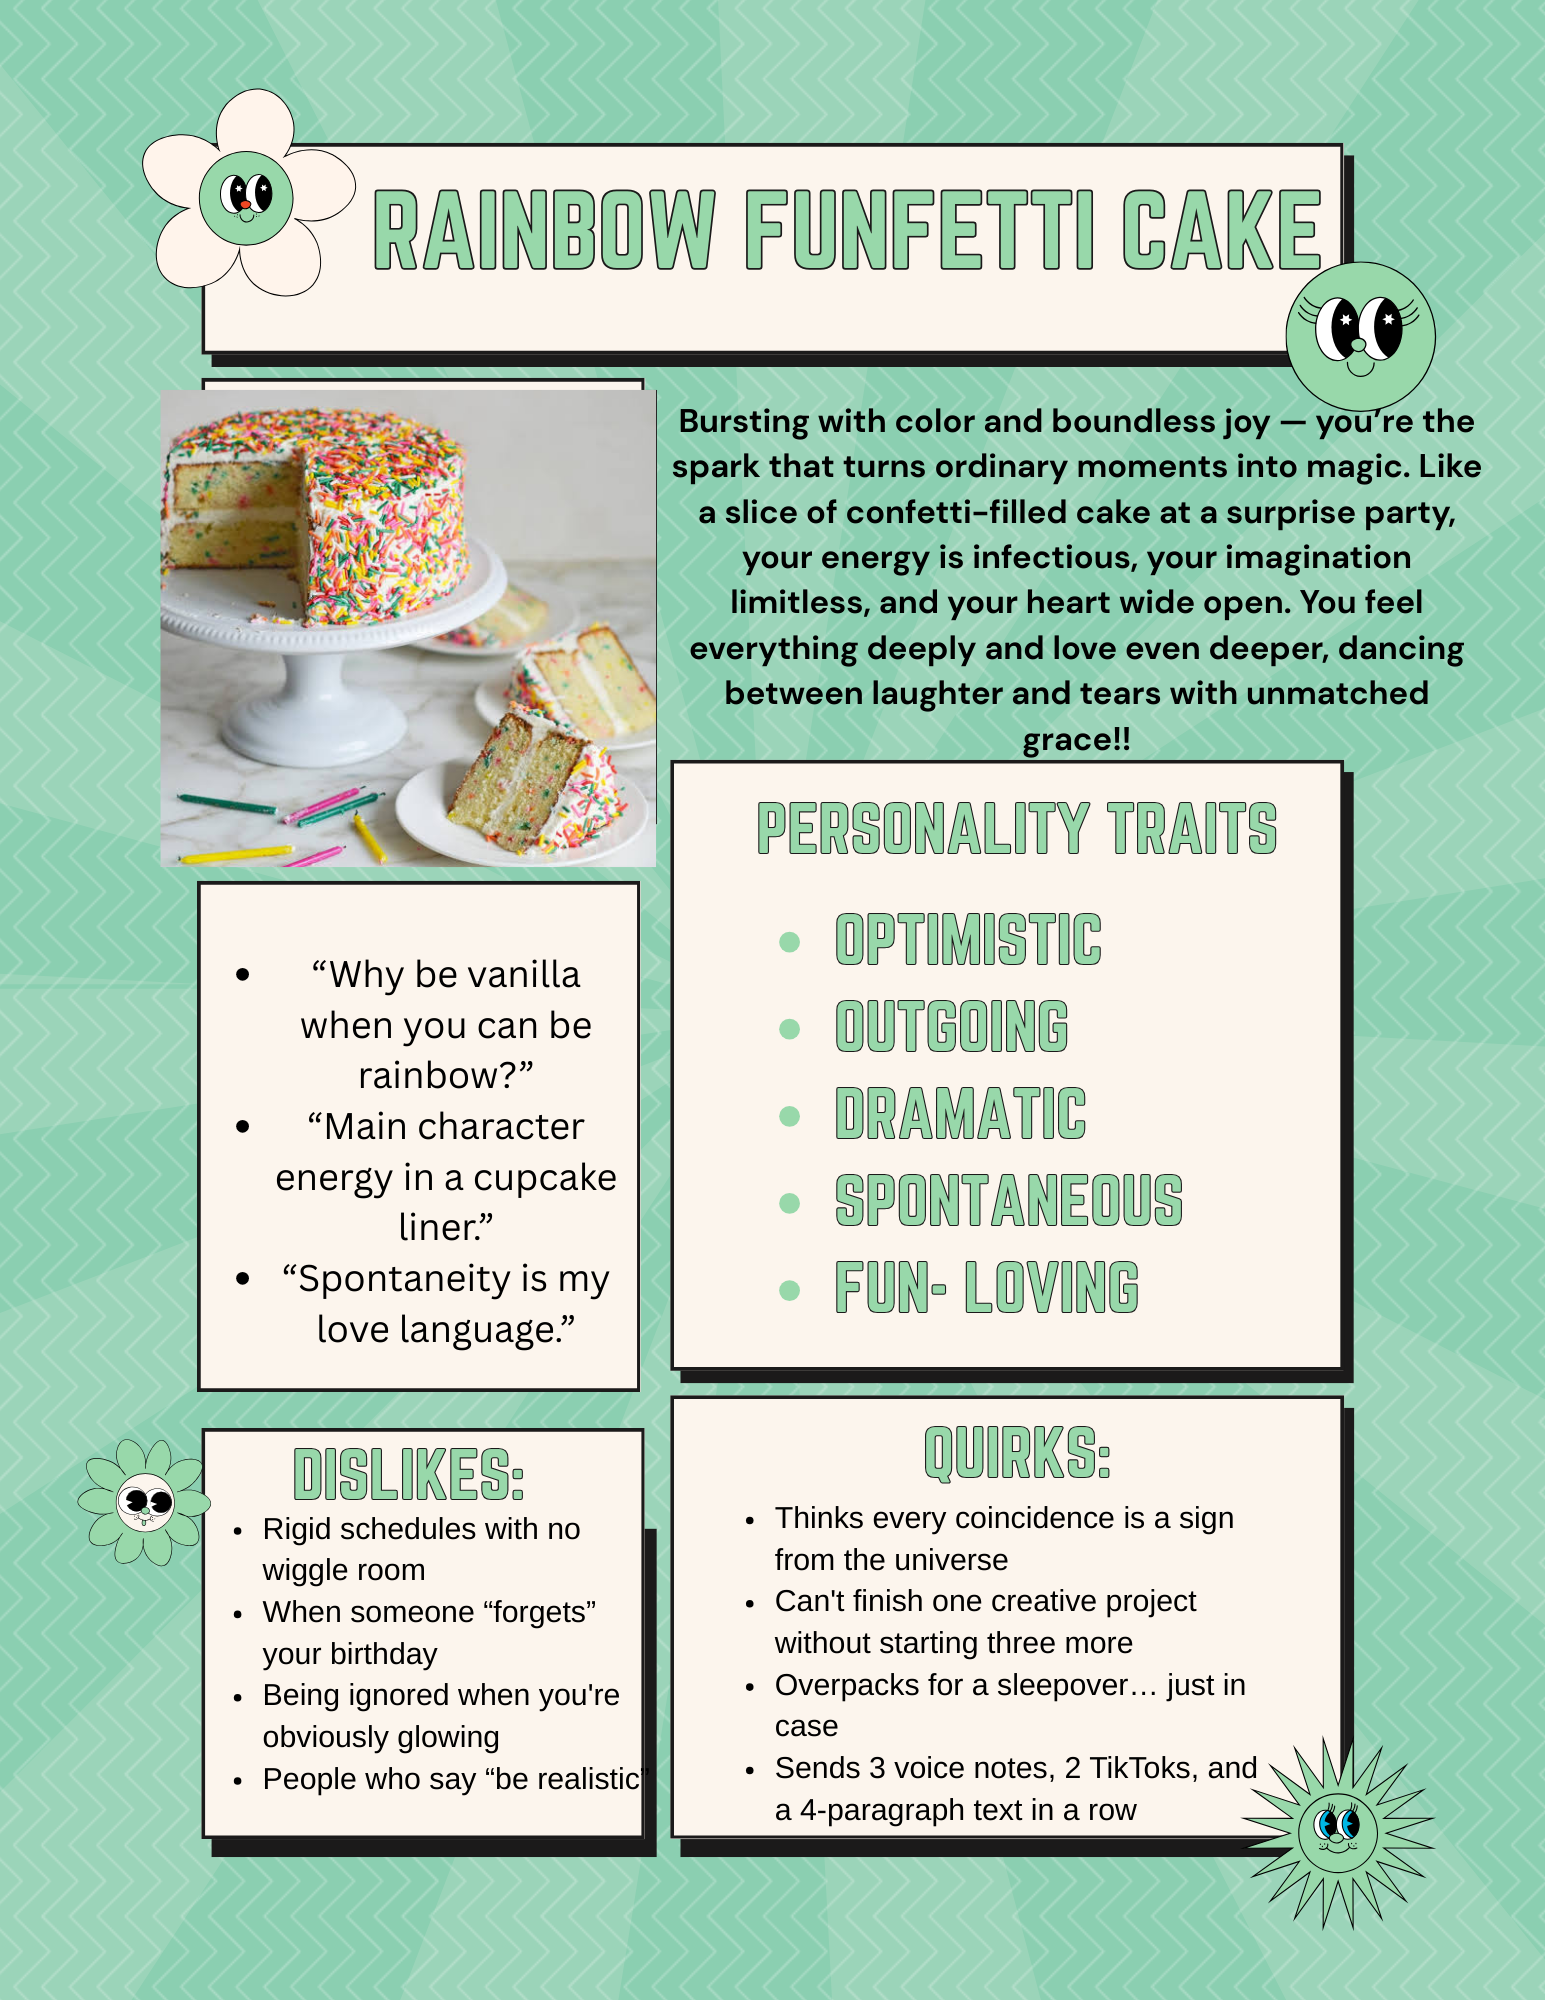 RAINBOW FUNFETTI CAKE
Bursting with color and boundless joy — you’re the
spark that turns ordinary moments into magic. Like
a slice of confetti-filled cake at a surprise party,
your energy is infectious, your imagination
limitless, and your heart wide open. You feel
everything deeply and love even deeper, dancing
between laughter and tears with unmatched
grace!!
PERSONALITY TRAITS
• OPTIMISTIC
• OUTGOING
• DRAMATIC
• SPONTANEOUS
• FUN- LOVING
• “Why be vanilla
when you can be
rainbow?”
• “Main character
energy in a cupcake
liner.”
• “Spontaneity is my
love language.”
DISLIKES:
• Rigid schedules with no
wiggle room
• When someone “forgets”
your birthday
• Being ignored when you're
obviously glowing
• People who say “be realistic”
QUIRKS:
• Thinks every coincidence is a sign
from the universe
• Can't finish one creative project
without starting three more
• Overpacks for a sleepover… just in
case
• Sends 3 voice notes, 2 TikToks, and
a 4-paragraph text in a row